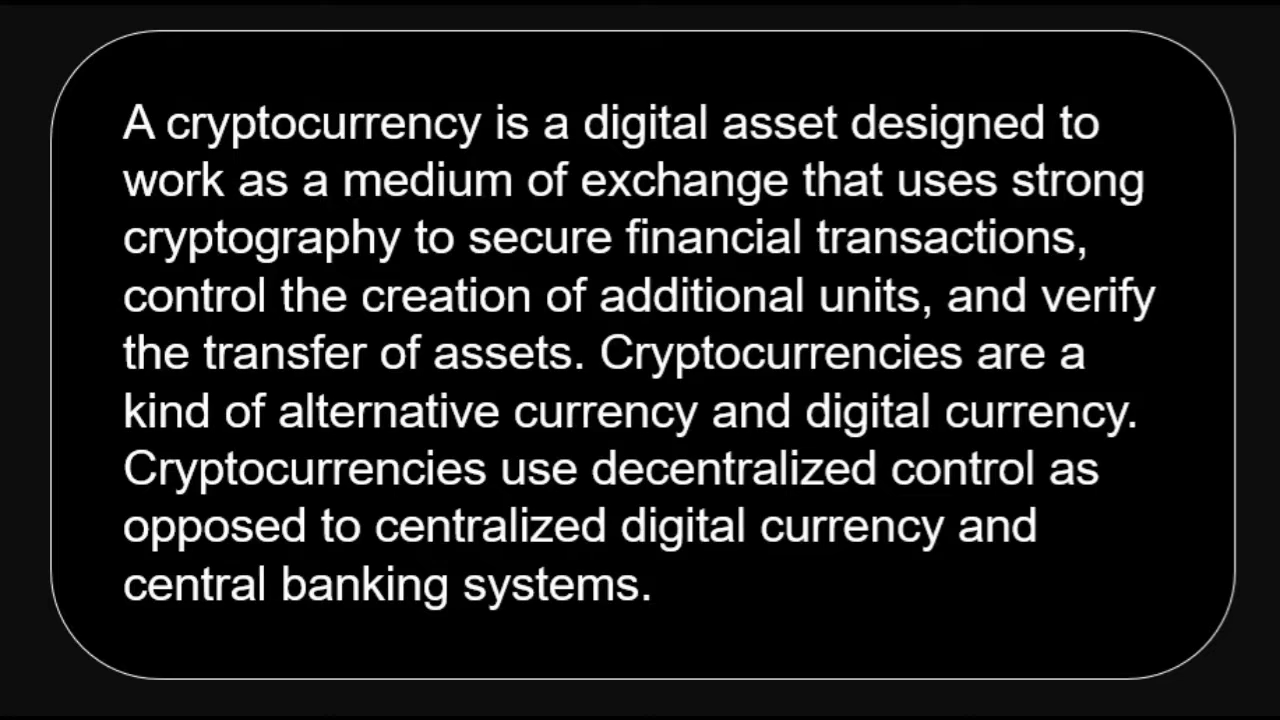 A cryptocurrency is a digital asset designed to
work as a medium of exchange that uses strong
cryptography to secure financial transactions,
control the creation of additional units, and verify
the transfer of assets. Cryptocurrencies are a
kind of alternative currency and digital currency.
Cryptocurrencies use decentralized control as
opposed to centralized digital currency and
central banking systems.